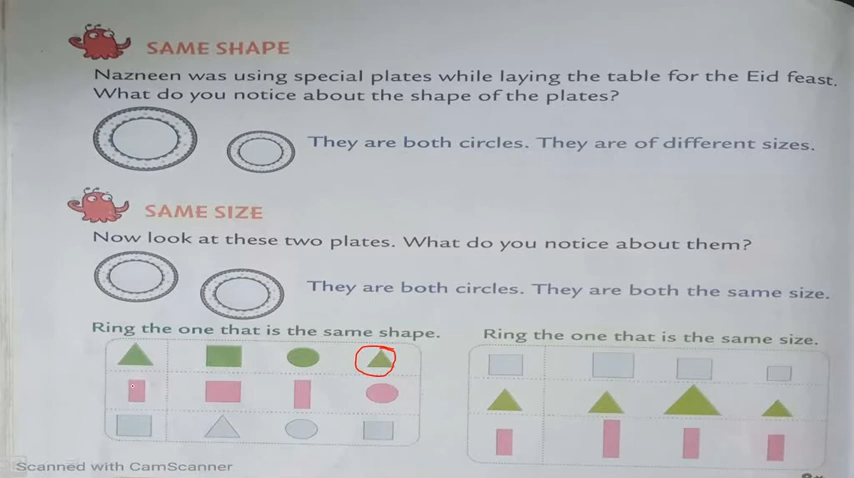 SAME SHAPE
Nazneen was using special plates while laying the table for the Eid feast.
What do you notice about the shape of the plates?
They are both circles. They are of different sizes.
SAME SIZE
Now look at these two plates. What do you notice about them?
They are both circles. They are both the same size.
Ring the one that is the same shape.
Ring the one that is the same size.
Scanned with CamScanner